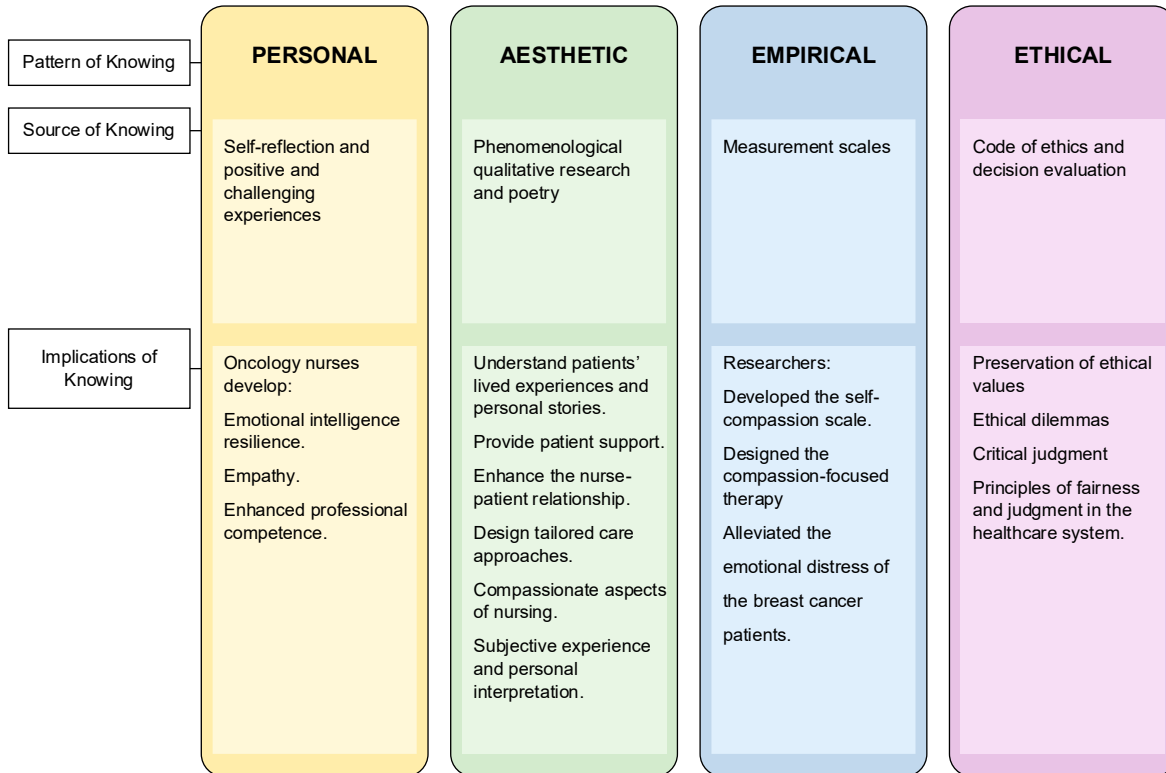 Pattern of Knowing
PERSONAL
AESTHETIC
EMPIRICAL
ETHICAL
Source of Knowing
Self-reflection and
positive and
challenging
experiences
Phenomenological
qualitative research
and poetry
Measurement scales
Code of ethics and
decision evaluation
Implications of
Knowing
Oncology nurses
develop:
Emotional intelligence
resilience.
Empathy.
Enhanced professional
competence.
Understand patients’
lived experiences and
personal stories.
Provide patient support.
Enhance the nurse-
patient relationship.
Design tailored care
approaches.
Compassionate aspects
of nursing.
Subjective experience
and personal
interpretation.
Researchers:
Developed the self-
compassion scale.
Designed the
compassion-focused
therapy
Alleviated the
emotional distress of
the breast cancer
patients.
Preservation of ethical
values
Ethical dilemmas
Critical judgment
Principles of fairness
and judgment in the
healthcare system.